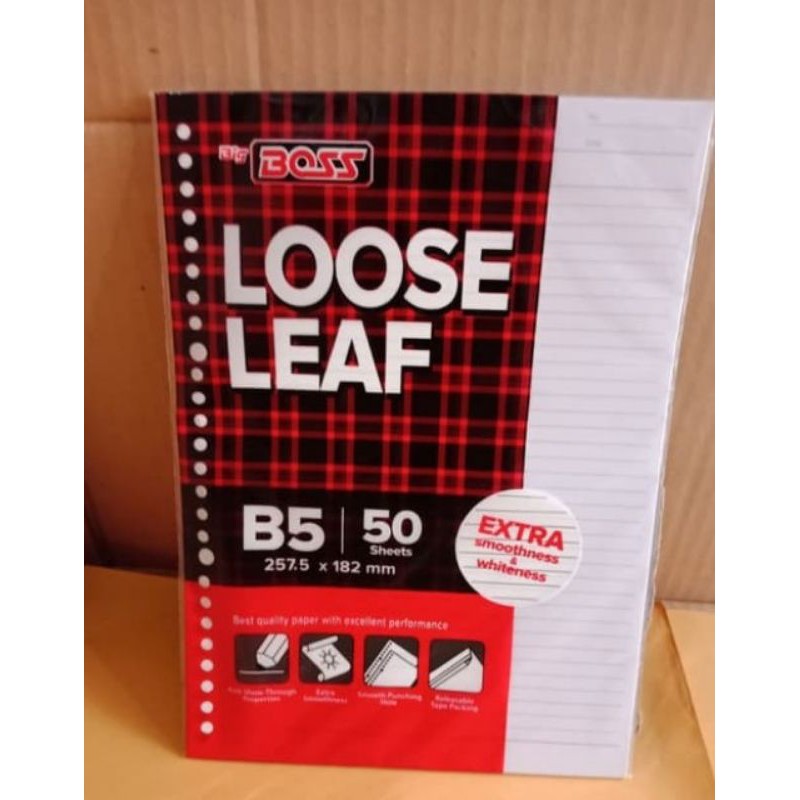 Big BOSS
LOOSE
LEAF
B5 | 50
Sheets
257.5 x 182 mm
EXTRA
smoothness
&
whiteness
Best quality paper with excellent performance
Extra
Smoothness
Smooth Punching
Hole
Tape Packing